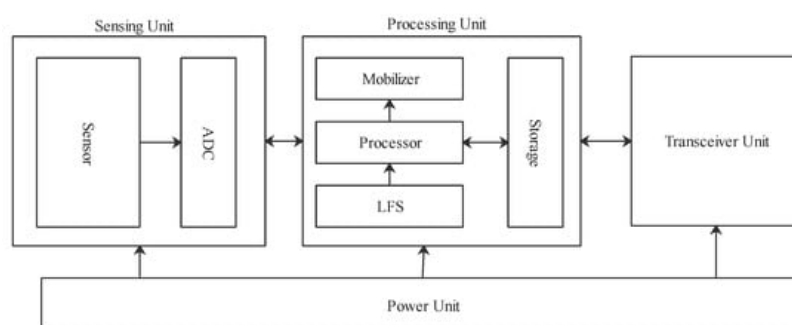 Sensing Unit
Processing Unit
Sensor
ADC
Mobilizer
Processor
LFS
Storage
Transceiver Unit
Power Unit